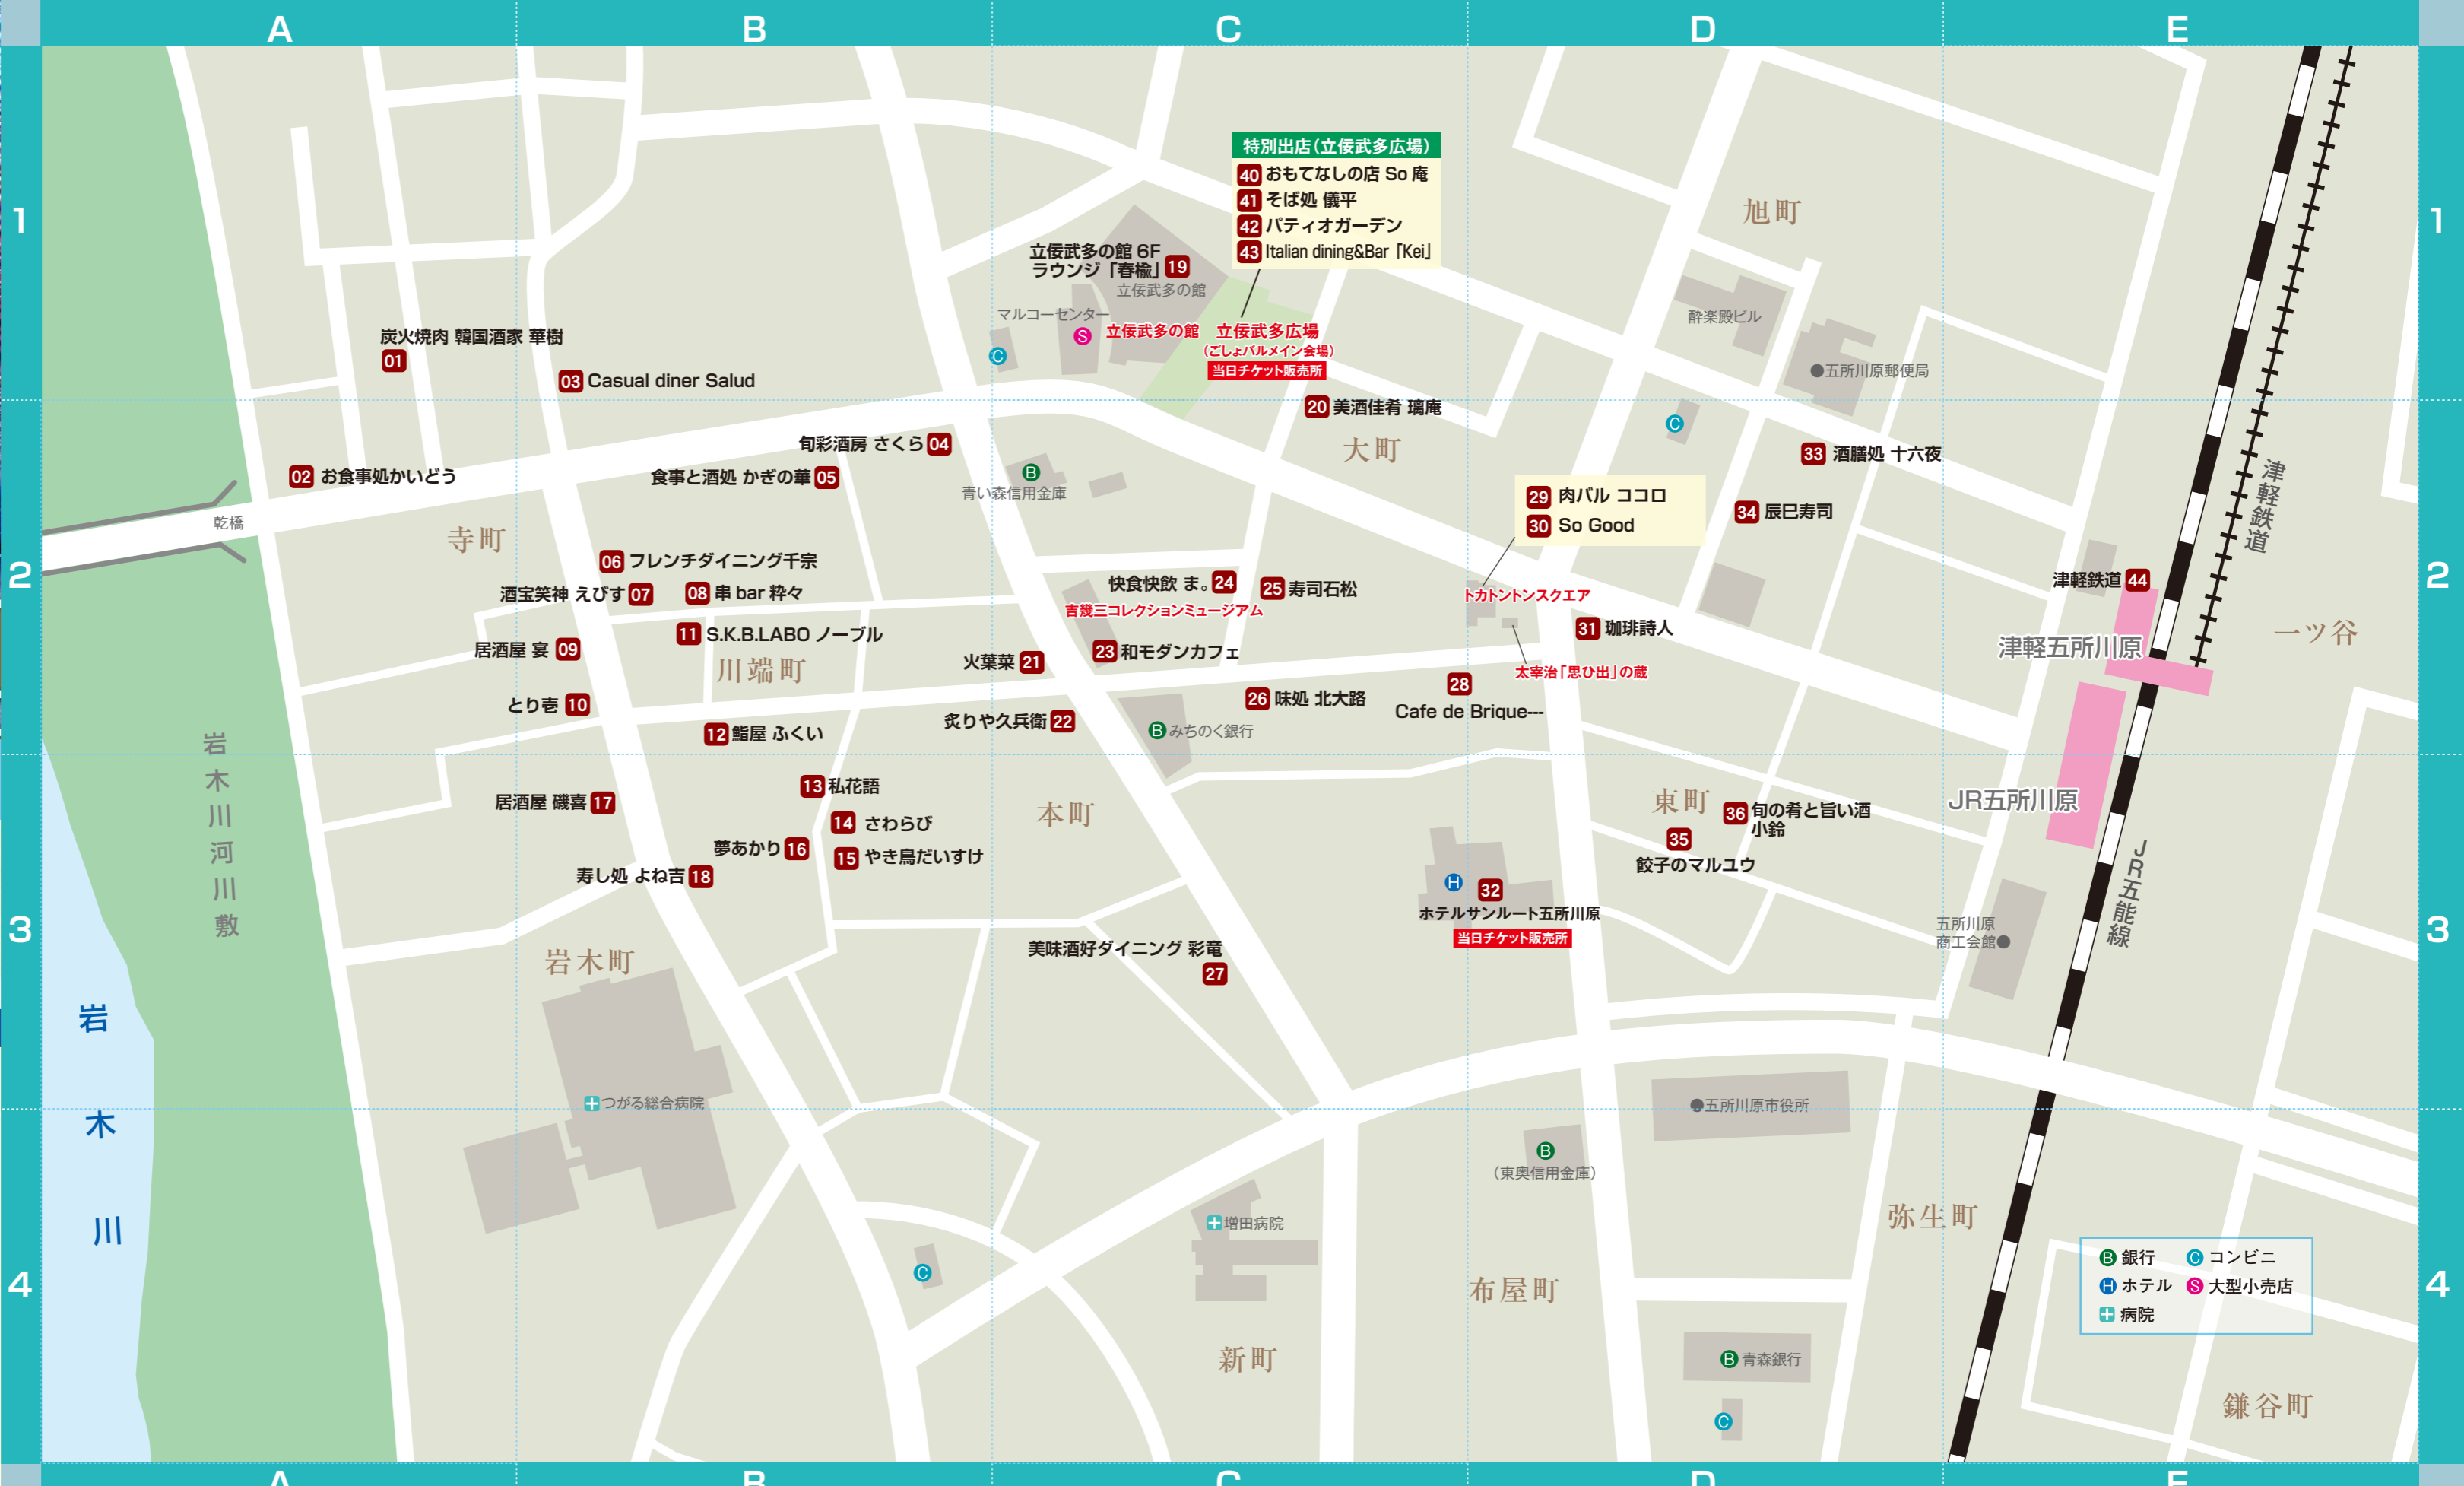 A B C D E
1
特別出店（立佞武多広場）
40 おもてなしの店 So 庵
41 そば処 儀平
42 パティオガーデン
43 Italian dining&Bar「Kei」
旭町
1
立佞武多の館 6F
ラウンジ「春楡」19
立佞武多の館
マルコーセンター
S
立佞武多の館
立佞武多広場
（ごしょバルメイン会場）
当日チケット販売所
C
酔楽殿ビル
五所川原郵便局
炭火焼肉 韓国酒家 華樹
01
03 Casual diner Salud
20 美酒佳肴 璃庵
大町
C
旬彩酒房 さくら 04
食事と酒処 かぎの華 05
02 お食事処かいどう
乾橋
寺町
B
青い森信用金庫
33 酒膳処 十六夜
29 肉バル ココロ
30 So Good
34 辰巳寿司
津軽鉄道
2
06 フレンチダイニング千宗
酒宝笑神 えびす 07
08 串 bar 粋々
11 S.K.B.LABO ノーブル
居酒屋 宴 09
川端町
とり壱 10
12 鮨屋 ふくい
快食快飲 ま。 24
25 寿司石松
吉幾三コレクションミュージアム
火葉菜 21
23 和モダンカフェ
炙りや久兵衛 22
26 味処 北大路
B みちのく銀行
トカトントンスクエア
31 珈琲詩人
太宰治「思ひ出」の蔵
28
Cafe de Brique---
津軽鉄道 44
津軽五所川原
一ツ谷
2
岩木川河川敷
居酒屋 磯喜 17
13 私花語
14 さわらび
夢あかり 16
15 やき鳥だいすけ
寿し処 よね吉 18
本町
東町
36 旬の肴と旨い酒
小鈴
35
餃子のマルユウ
JR五所川原
JR五能線
3
H 32
ホテルサンルート五所川原
当日チケット販売所
五所川原
商工会館
3
美味酒好ダイニング 彩竜
27
岩木町
岩木川
つがる総合病院
五所川原市役所
B
（東奥信用金庫）
増田病院
弥生町
C
4
布屋町
新町
B 青森銀行
C
B 銀行 C コンビニ
H ホテル S 大型小売店
病院
鎌谷町
4
A B C D E